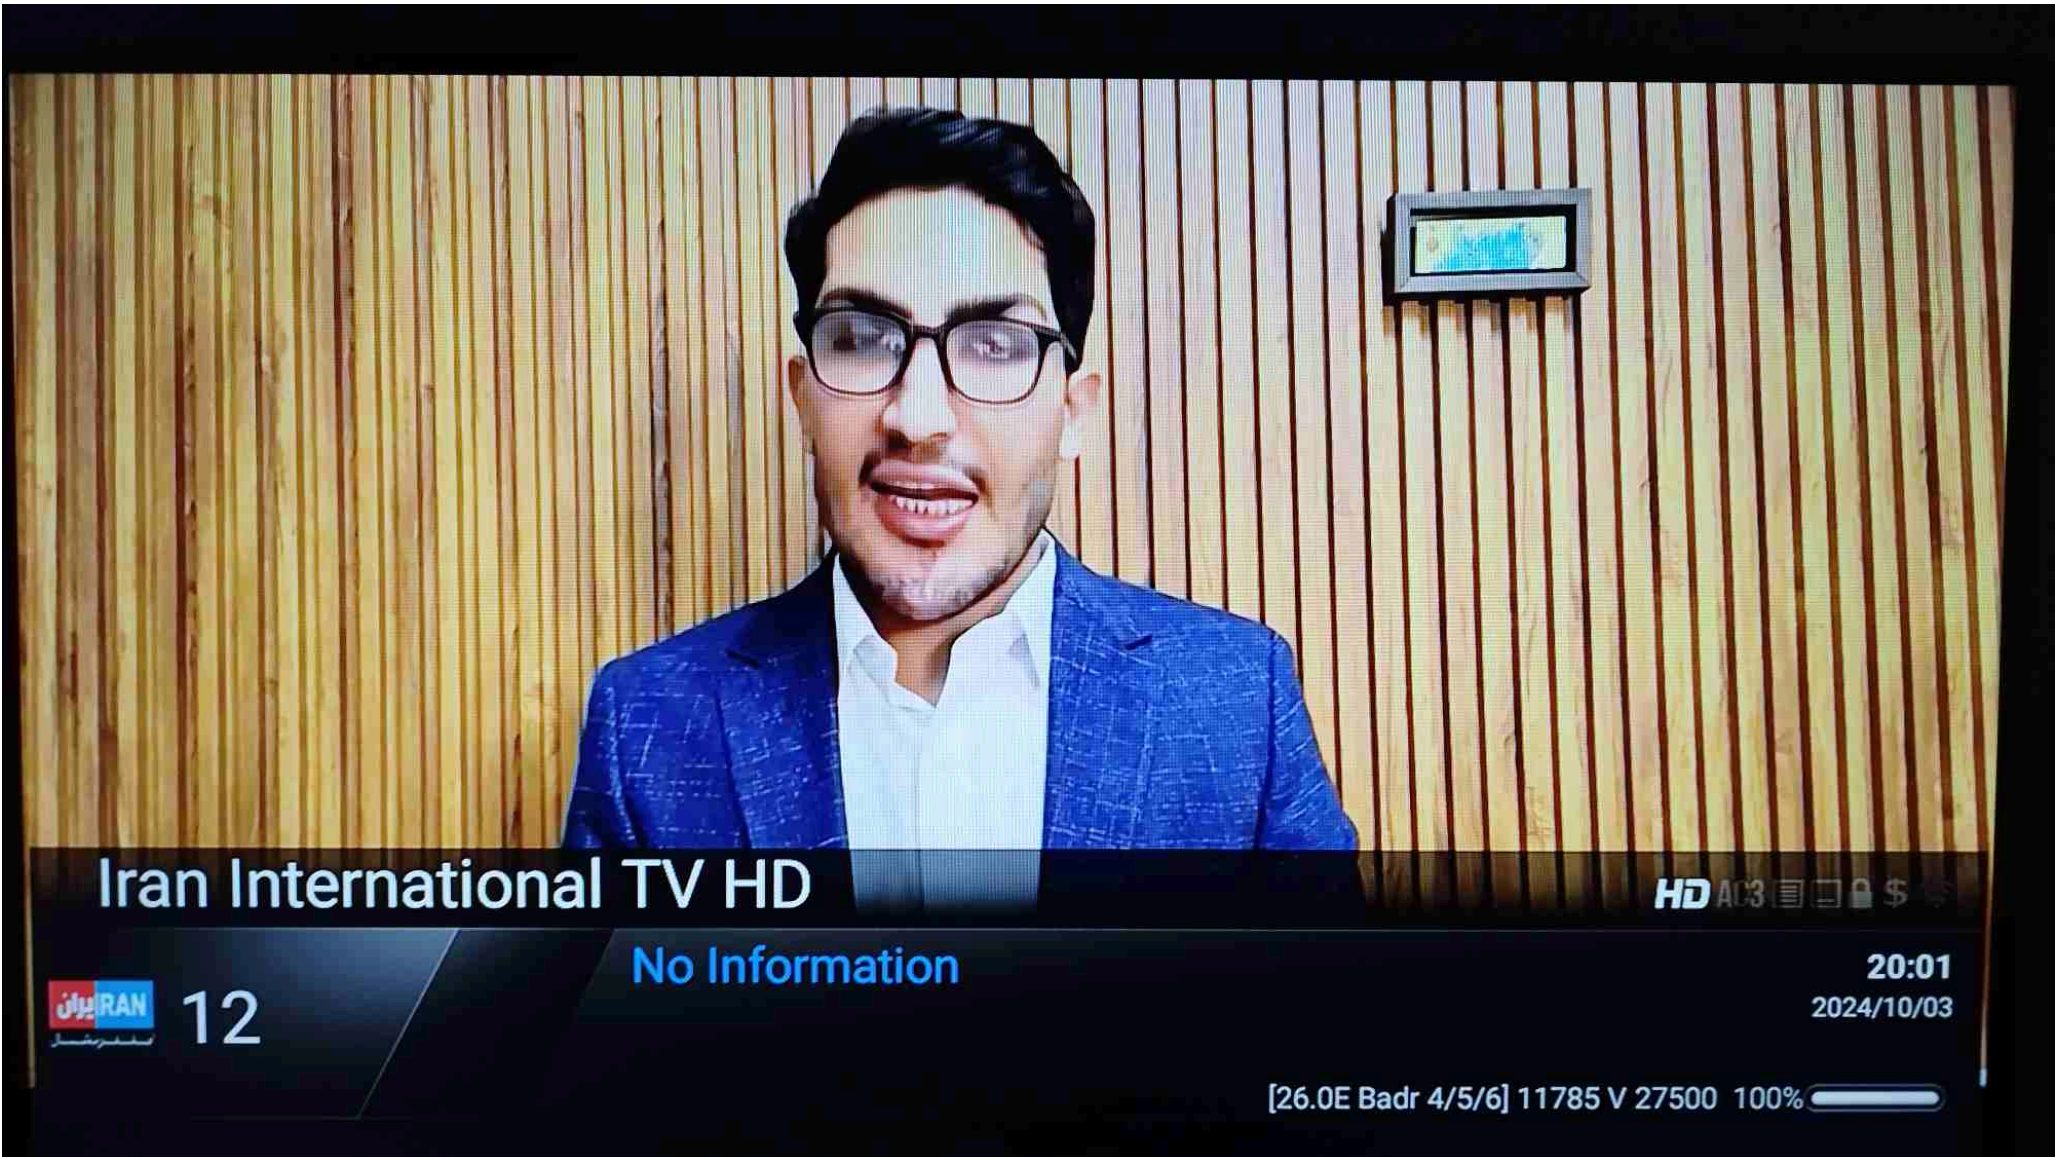 Iran International TV HD
HD AC3 $
No Information
20:01
ایران IRAN
اینترنشنال
12
2024/10/03
[26.0E Badr 4/5/6] 11785 V 27500 100%